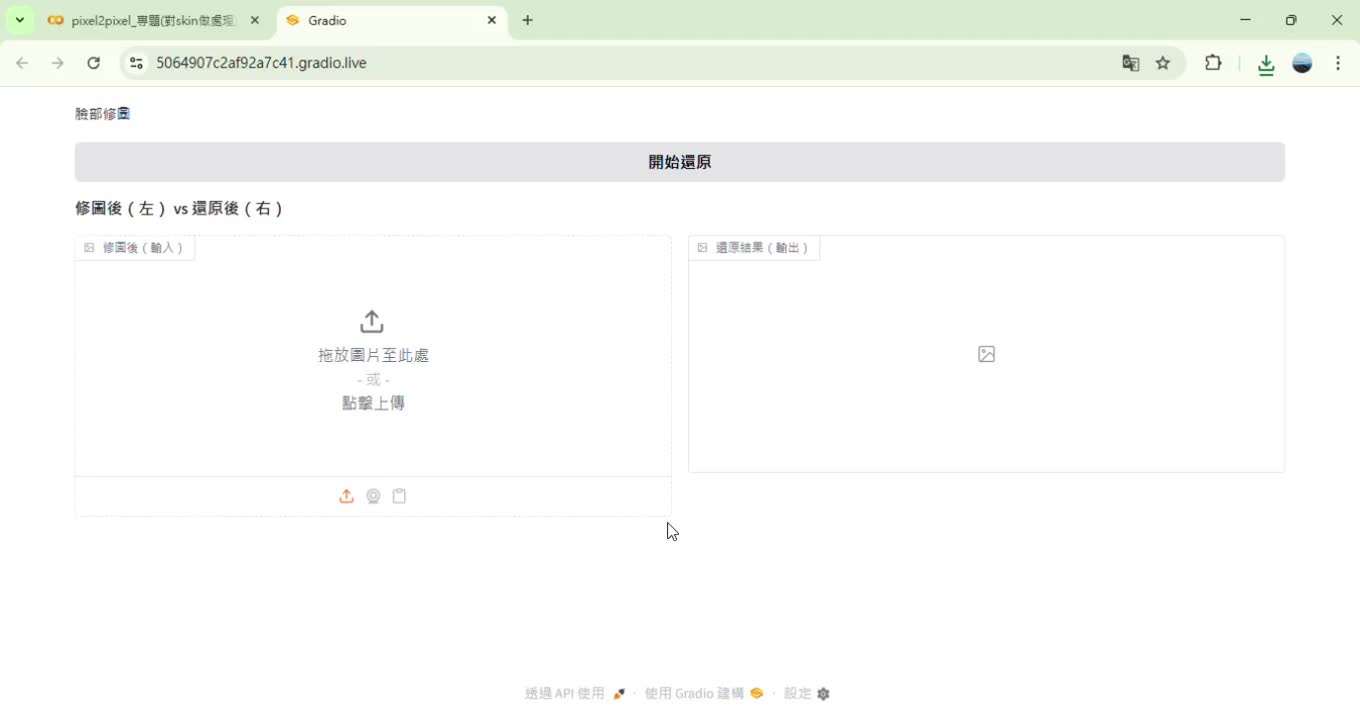 pixel2pixel_專題(對skin做處理
Gradio
5064907c2af92a7c41.gradio.live
臉部修圖
開始還原
修圖後（左）vs 還原後（右）
修圖後（輸入）
還原結果（輸出）
拖放圖片至此處
- 或 -
點擊上傳
透過 API 使用 · 使用 Gradio 建構 · 設定